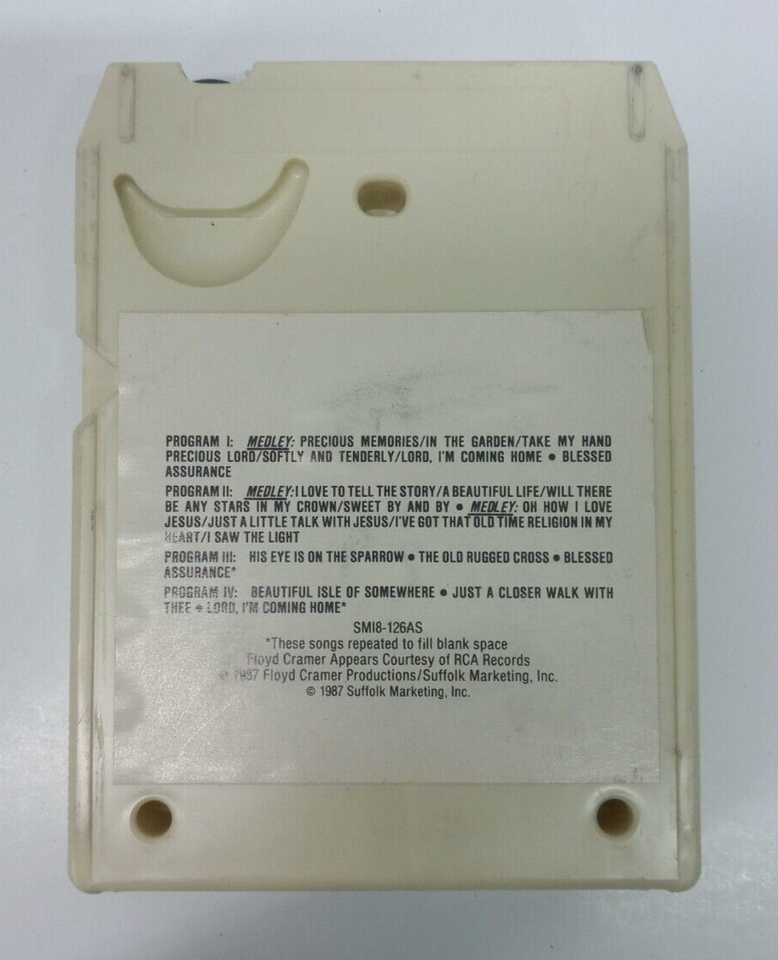 PROGRAM I: MEDLEY: PRECIOUS MEMORIES/IN THE GARDEN/TAKE MY HAND
PRECIOUS LORD/SOFTLY AND TENDERLY/LORD, I'M COMING HOME • BLESSED
ASSURANCE
PROGRAM II: MEDLEY: I LOVE TO TELL THE STORY/A BEAUTIFUL LIFE/WILL THERE
BE ANY STARS IN MY CROWN/SWEET BY AND BY • MEDLEY: OH HOW I LOVE
JESUS/JUST A LITTLE TALK WITH JESUS/I'VE GOT THAT OLD TIME RELIGION IN MY
HEART/I SAW THE LIGHT
PROGRAM III: HIS EYE IS ON THE SPARROW • THE OLD RUGGED CROSS • BLESSED
ASSURANCE*
PROGRAM IV: BEAUTIFUL ISLE OF SOMEWHERE • JUST A CLOSER WALK WITH
THEE • LORD, I'M COMING HOME*
SMI8-126AS
*These songs repeated to fill blank space
Floyd Cramer Appears Courtesy of RCA Records
℗ 1987 Floyd Cramer Productions/Suffolk Marketing, Inc.
© 1987 Suffolk Marketing, Inc.